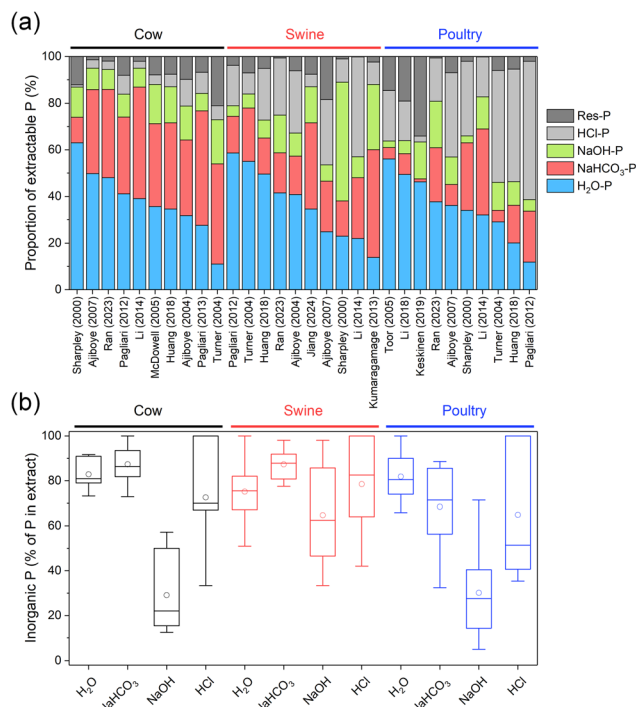 (a)
Cow Swine Poultry
Proportion of extractable P (%)
100
80
60
40
20
0
Res-P
HCl-P
NaOH-P
NaHCO₃-P
H₂O-P
Sharpley (2000)
Ajiboye (2007)
Ran (2023)
Pagliari (2012)
Li (2014)
McDowell (2005)
Huang (2018)
Ajiboye (2004)
Pagliari (2013)
Turner (2004)
Pagliari (2012)
Turner (2004)
Huang (2018)
Ran (2023)
Ajiboye (2004)
Jiang (2024)
Ajiboye (2007)
Sharpley (2000)
Li (2014)
Kumaragamage (2013)
Toor (2005)
Li (2018)
Keskinen (2019)
Ran (2023)
Ajiboye (2007)
Sharpley (2000)
Li (2014)
Turner (2004)
Huang (2018)
Pagliari (2012)
(b)
Cow Swine Poultry
Inorganic P (% of P in extract)
100
80
60
40
20
0
H₂O
NaHCO₃
NaOH
HCl
H₂O
NaHCO₃
NaOH
HCl
H₂O
NaHCO₃
NaOH
HCl